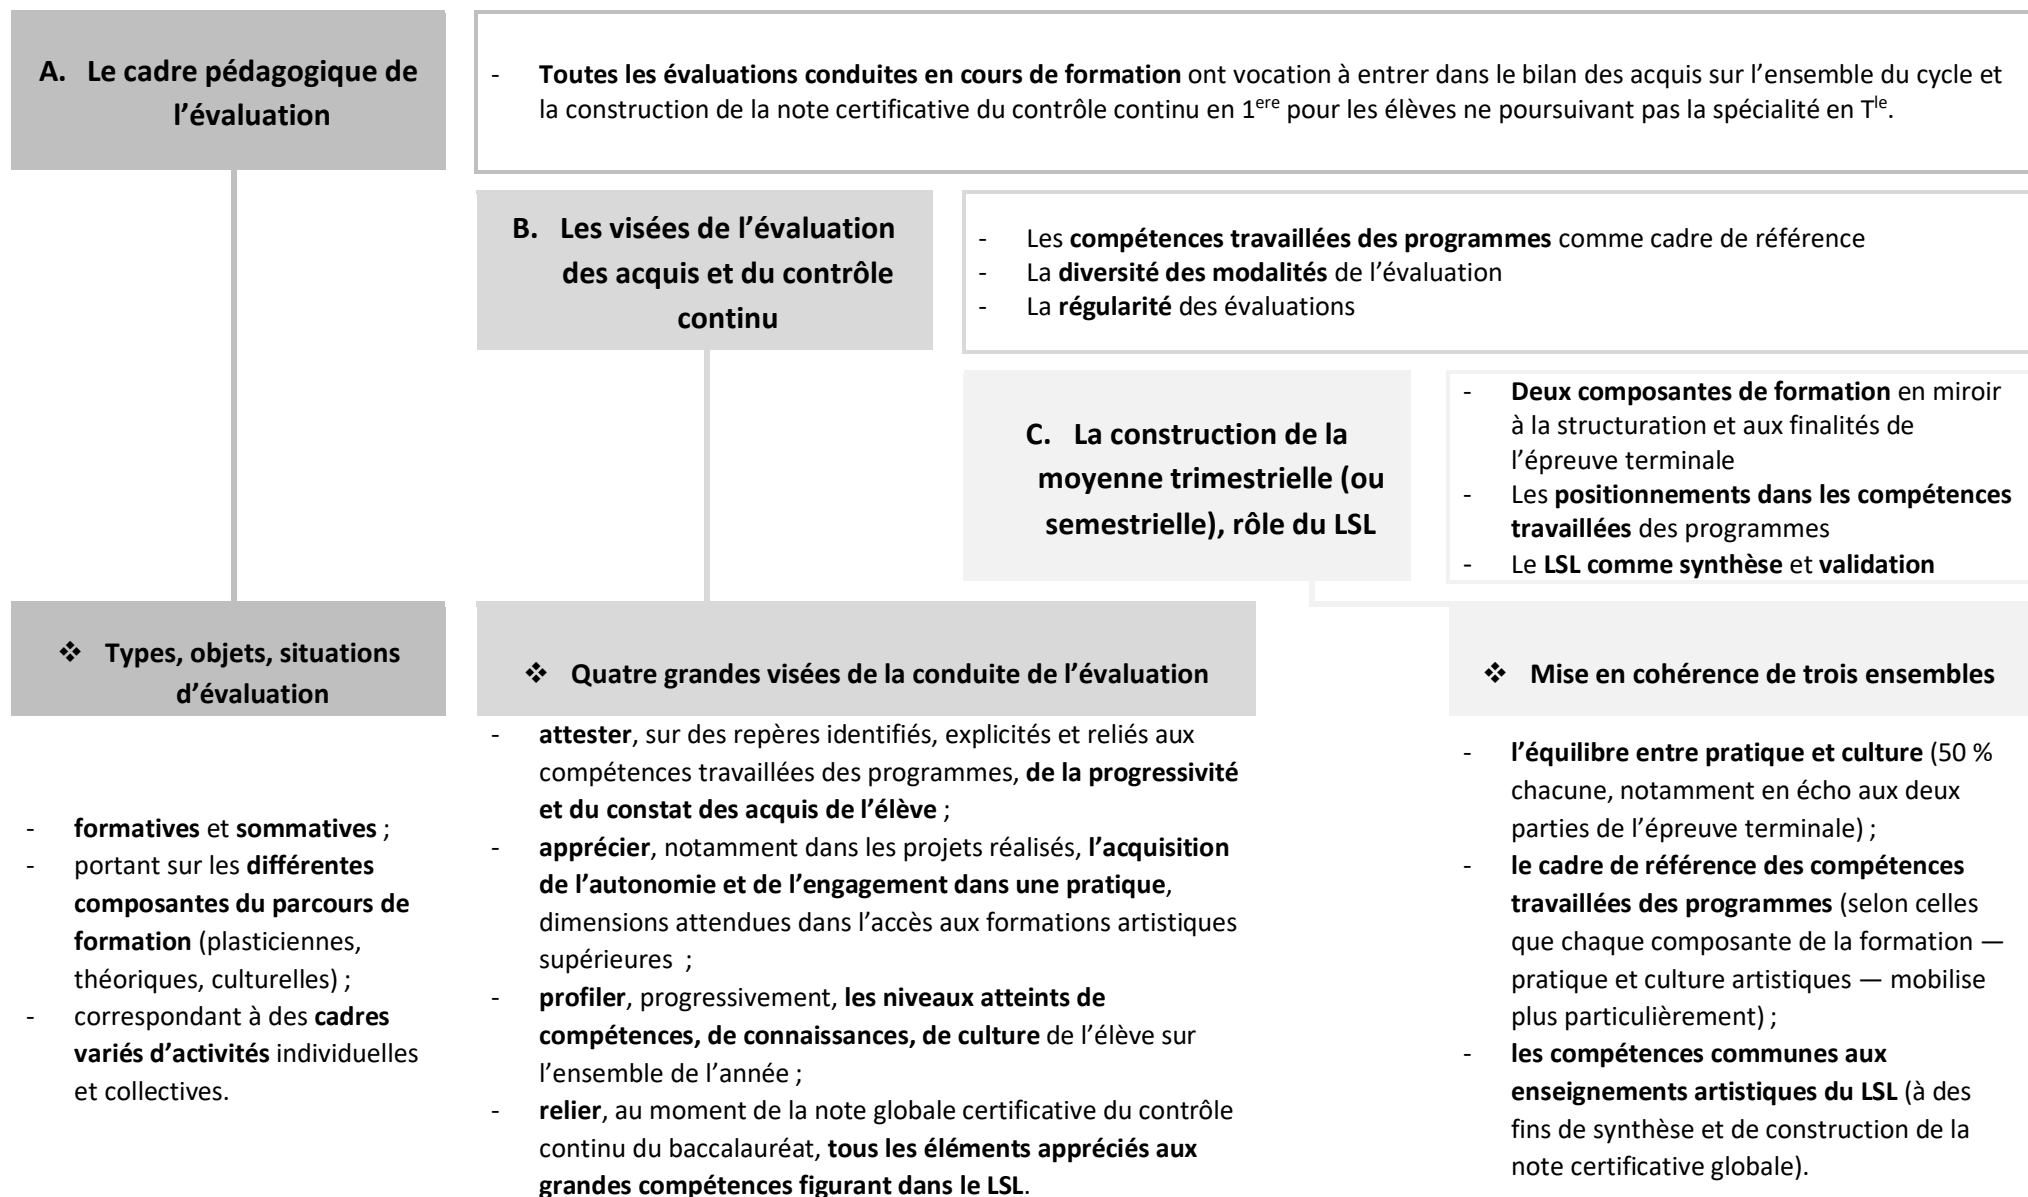 A. Le cadre pédagogique de
l’évaluation
- Toutes les évaluations conduites en cours de formation ont vocation à entrer dans le bilan des acquis sur l’ensemble du cycle et
la construction de la note certificative du contrôle continu en 1ere pour les élèves ne poursuivant pas la spécialité en Tle.
B. Les visées de l’évaluation
des acquis et du contrôle
continu
- Les compétences travaillées des programmes comme cadre de référence
- La diversité des modalités de l’évaluation
- La régularité des évaluations
C. La construction de la
moyenne trimestrielle (ou
semestrielle), rôle du LSL
- Deux composantes de formation en miroir
à la structuration et aux finalités de
l’épreuve terminale
- Les positionnements dans les compétences
travaillées des programmes
- Le LSL comme synthèse et validation
❖ Types, objets, situations
d’évaluation
- formatives et sommatives ;
- portant sur les différentes
composantes du parcours de
formation (plasticiennes,
théoriques, culturelles) ;
- correspondant à des cadres
variés d’activités individuelles
et collectives.
❖ Quatre grandes visées de la conduite de l’évaluation
- attester, sur des repères identifiés, explicités et reliés aux
compétences travaillées des programmes, de la progressivité
et du constat des acquis de l’élève ;
- apprécier, notamment dans les projets réalisés, l’acquisition
de l’autonomie et de l’engagement dans une pratique,
dimensions attendues dans l’accès aux formations artistiques
supérieures ;
- profiler, progressivement, les niveaux atteints de
compétences, de connaissances, de culture de l’élève sur
l’ensemble de l’année ;
- relier, au moment de la note globale certificative du contrôle
continu du baccalauréat, tous les éléments appréciés aux
grandes compétences figurant dans le LSL.
❖ Mise en cohérence de trois ensembles
- l’équilibre entre pratique et culture (50 %
chacune, notamment en écho aux deux
parties de l’épreuve terminale) ;
- le cadre de référence des compétences
travaillées des programmes (selon celles
que chaque composante de la formation —
pratique et culture artistiques — mobilise
plus particulièrement) ;
- les compétences communes aux
enseignements artistiques du LSL (à des
fins de synthèse et de construction de la
note certificative globale).